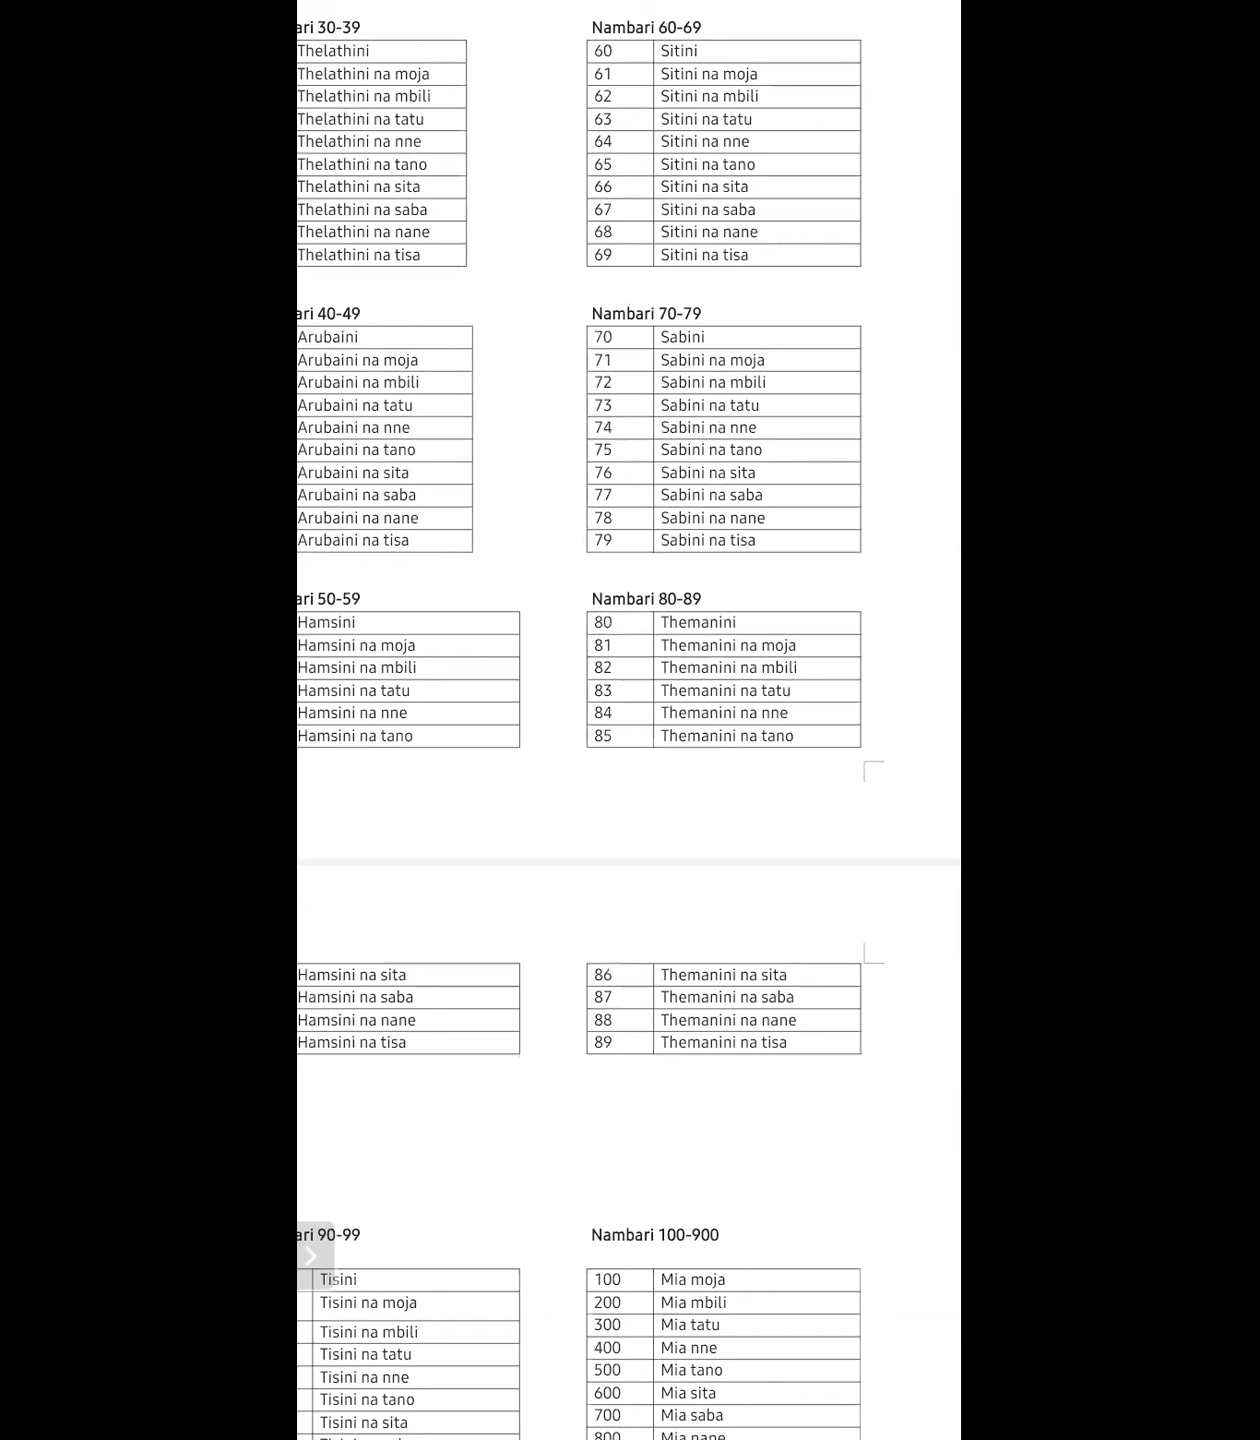 ari 30-39
Thelathini
Thelathini na moja
Thelathini na mbili
Thelathini na tatu
Thelathini na nne
Thelathini na tano
Thelathini na sita
Thelathini na saba
Thelathini na nane
Thelathini na tisa
Nambari 60-69
60 Sitini
61 Sitini na moja
62 Sitini na mbili
63 Sitini na tatu
64 Sitini na nne
65 Sitini na tano
66 Sitini na sita
67 Sitini na saba
68 Sitini na nane
69 Sitini na tisa
ari 40-49
Arubaini
Arubaini na moja
Arubaini na mbili
Arubaini na tatu
Arubaini na nne
Arubaini na tano
Arubaini na sita
Arubaini na saba
Arubaini na nane
Arubaini na tisa
Nambari 70-79
70 Sabini
71 Sabini na moja
72 Sabini na mbili
73 Sabini na tatu
74 Sabini na nne
75 Sabini na tano
76 Sabini na sita
77 Sabini na saba
78 Sabini na nane
79 Sabini na tisa
ari 50-59
Hamsini
Hamsini na moja
Hamsini na mbili
Hamsini na tatu
Hamsini na nne
Hamsini na tano
Nambari 80-89
80 Themanini
81 Themanini na moja
82 Themanini na mbili
83 Themanini na tatu
84 Themanini na nne
85 Themanini na tano
Hamsini na sita
Hamsini na saba
Hamsini na nane
Hamsini na tisa
86 Themanini na sita
87 Themanini na saba
88 Themanini na nane
89 Themanini na tisa
ari 90-99
Tisini
Tisini na moja
Tisini na mbili
Tisini na tatu
Tisini na nne
Tisini na tano
Tisini na sita
Nambari 100-900
100 Mia moja
200 Mia mbili
300 Mia tatu
400 Mia nne
500 Mia tano
600 Mia sita
700 Mia saba
800 Mia nane